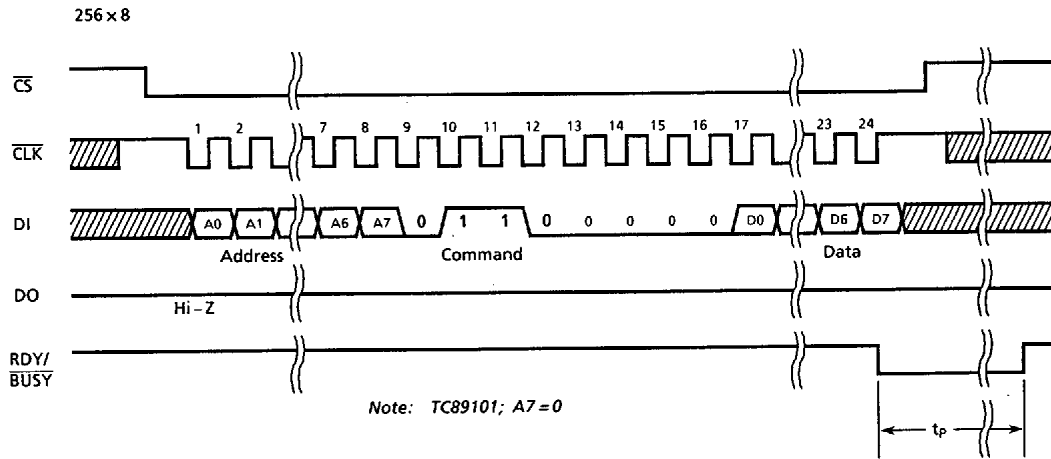 256 × 8
CS
1 2 7 8 9 10 11 12 13 14 15 16 17 23 24
CLK
DI A0 A1 A6 A7 0 1 1 0 0 0 0 0 D0 D6 D7
Address Command Data
DO
Hi – Z
RDY/
BUSY
Note: TC89101; A7 = 0
tP